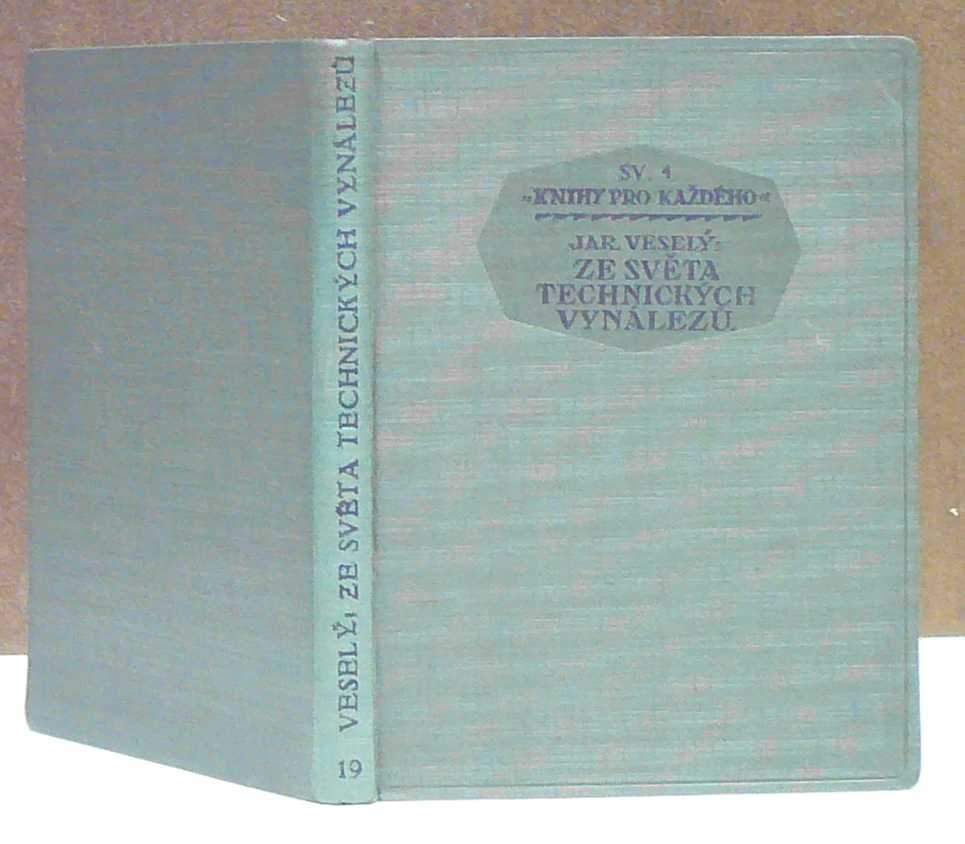 VESELÝ: ZE SVĚTA TECHNICKÝCH VYNÁLEZŮ
19
SV. 4
„KNIHY PRO KAŽDÉHO“
JAR. VESELÝ:
ZE SVĚTA
TECHNICKÝCH
VYNÁLEZŮ